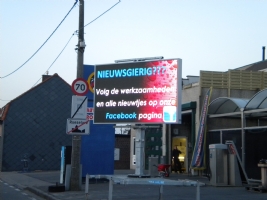 NIEUWSGIERIG????
Volg de werkzaamheden
en alle nieuwtjes op onze
Facebook pagina
70